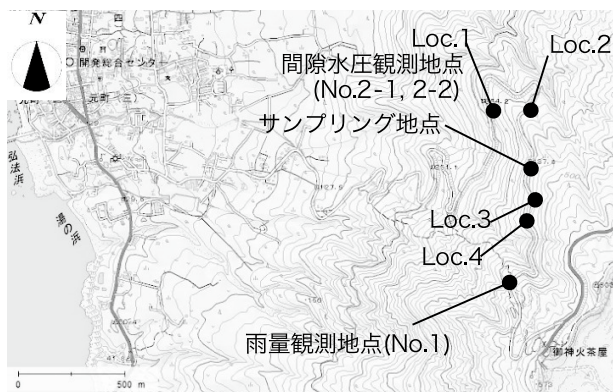 N
Loc.1
Loc.2
間隙水圧観測地点
(No.2-1, 2-2)
開発総合センター
元町(三)
サンプリング地点
弘法浜
湯の浜
Loc.3
Loc.4
雨量観測地点(No.1)
御神火茶屋
0
500 m